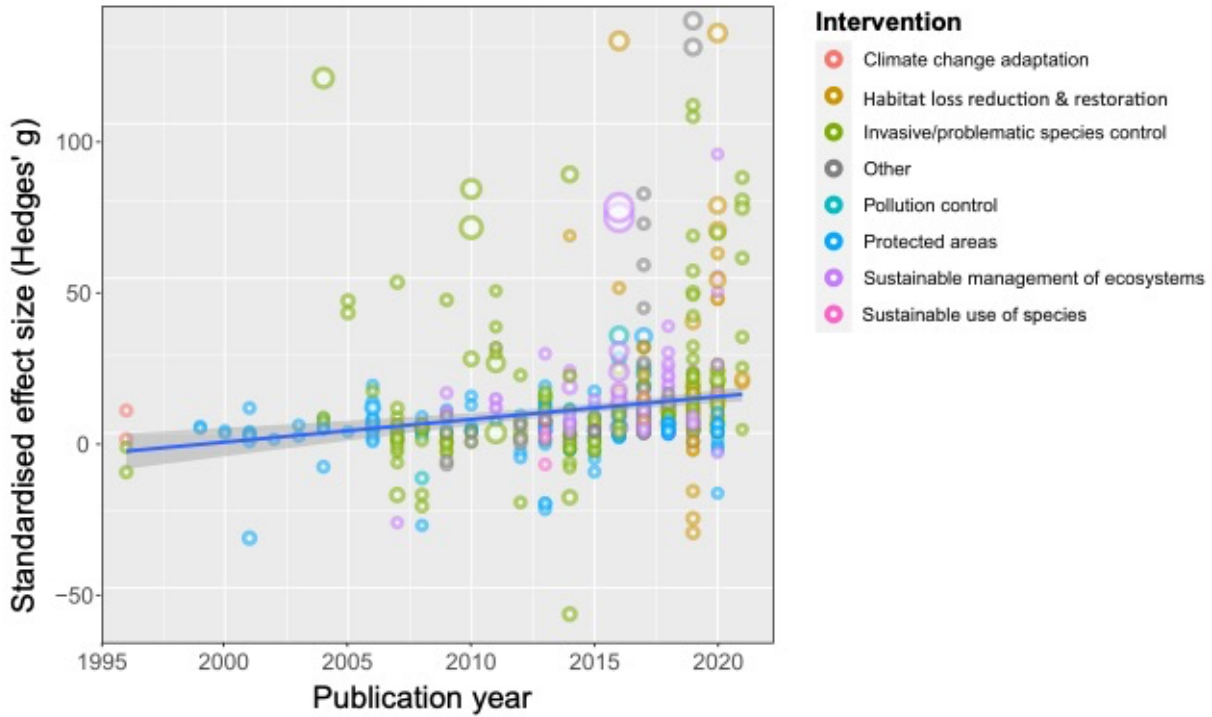 Standardised effect size (Hedges' g)
100
50
0
−50
1995
2000
2005
2010
2015
2020
Publication year
Intervention
Climate change adaptation
Habitat loss reduction & restoration
Invasive/problematic species control
Other
Pollution control
Protected areas
Sustainable management of ecosystems
Sustainable use of species